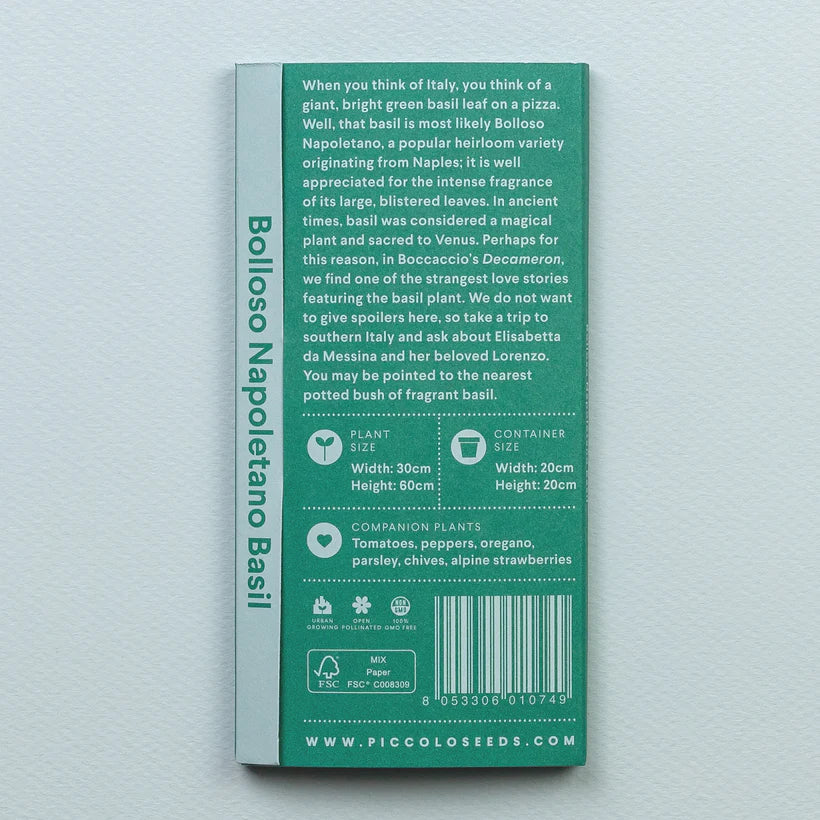 Bolloso Napoletano Basil
When you think of Italy, you think of a
giant, bright green basil leaf on a pizza.
Well, that basil is most likely Bolloso
Napoletano, a popular heirloom variety
originating from Naples; it is well
appreciated for the intense fragrance
of its large, blistered leaves. In ancient
times, basil was considered a magical
plant and sacred to Venus. Perhaps for
this reason, in Boccaccio's Decameron,
we find one of the strangest love stories
featuring the basil plant. We do not want
to give spoilers here, so take a trip to
southern Italy and ask about Elisabetta
da Messina and her beloved Lorenzo.
You may be pointed to the nearest
potted bush of fragrant basil.
PLANT
SIZE
Width: 30cm
Height: 60cm
CONTAINER
SIZE
Width: 20cm
Height: 20cm
COMPANION PLANTS
Tomatoes, peppers, oregano,
parsley, chives, alpine strawberries
URBAN
GROWING
OPEN
POLLINATED
NON
GMO
100%
GMO FREE
FSC
MIX
Paper
FSC® C008309
8 053306 010749
WWW.PICCOLOSEEDS.COM